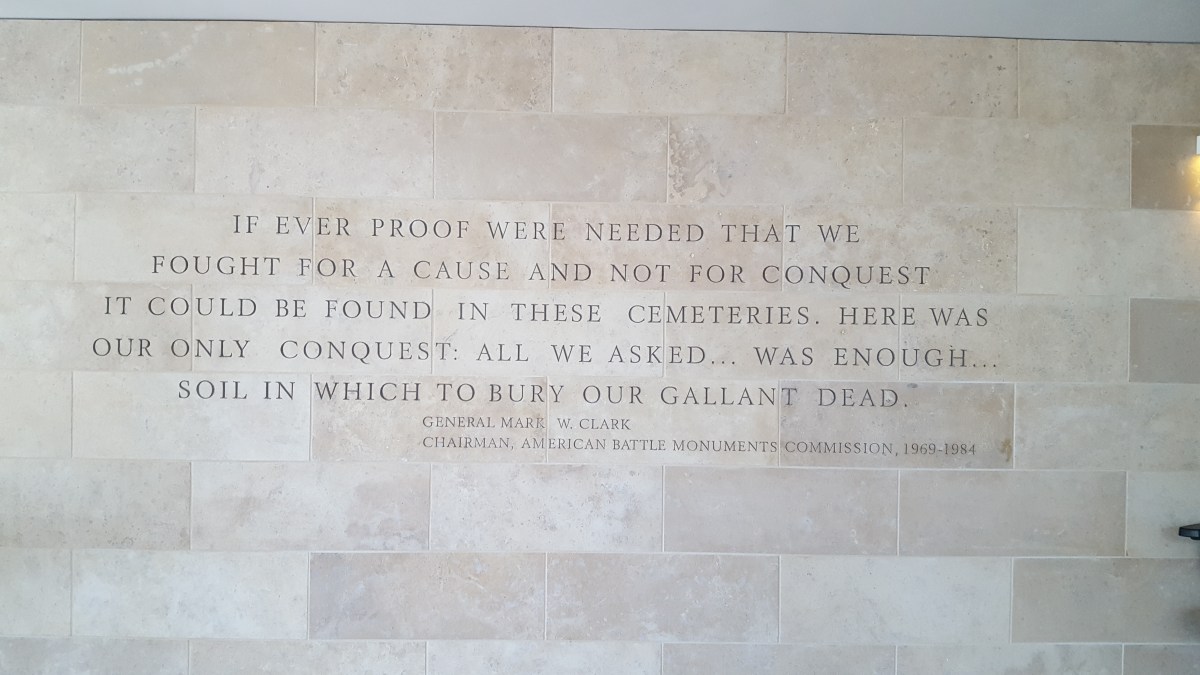 IF EVER PROOF WERE NEEDED THAT WE
FOUGHT FOR A CAUSE AND NOT FOR CONQUEST
IT COULD BE FOUND IN THESE CEMETERIES. HERE WAS
OUR ONLY CONQUEST: ALL WE ASKED... WAS ENOUGH...
SOIL IN WHICH TO BURY OUR GALLANT DEAD.
GENERAL MARK W. CLARK
CHAIRMAN, AMERICAN BATTLE MONUMENTS COMMISSION, 1969-1984